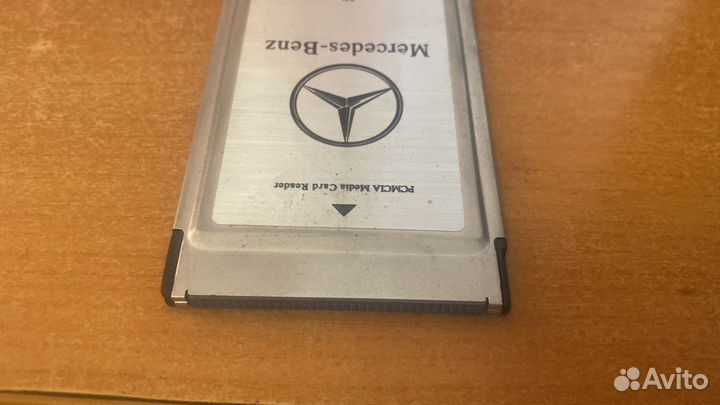 PCMCIA Media Card Reader
Mercedes-Benz
Avito